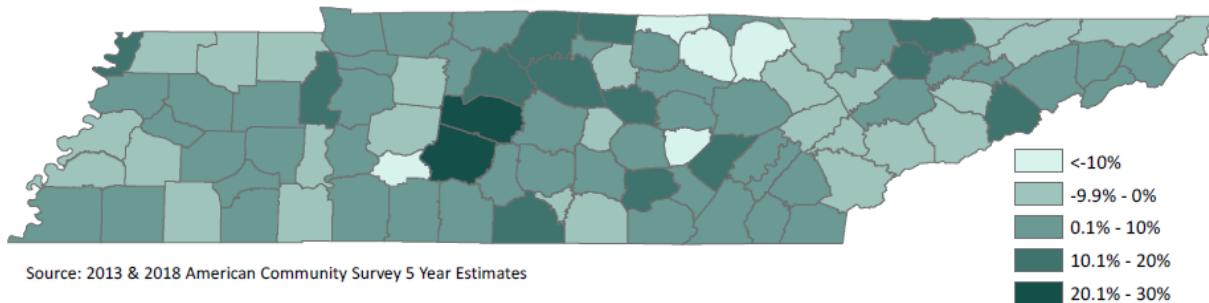 <-10%
-9.9% - 0%
0.1% - 10%
10.1% - 20%
20.1% - 30%
Source: 2013 & 2018 American Community Survey 5 Year Estimates